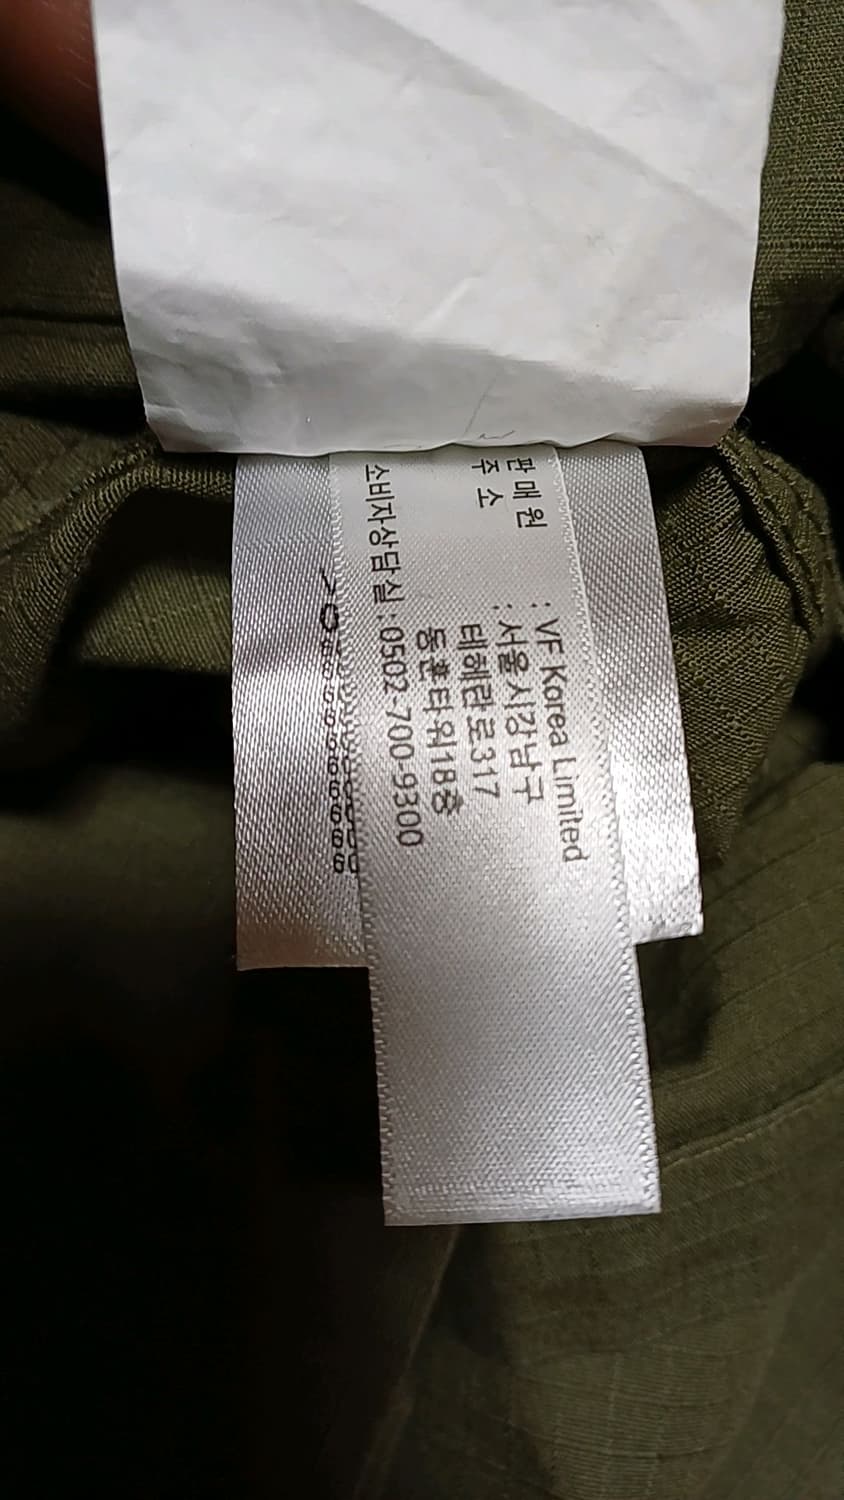 판매원 : VF Korea Limited
주소 : 서울시강남구
테헤란로317
동훈타워18층
소비자상담실 :0502-700-9300